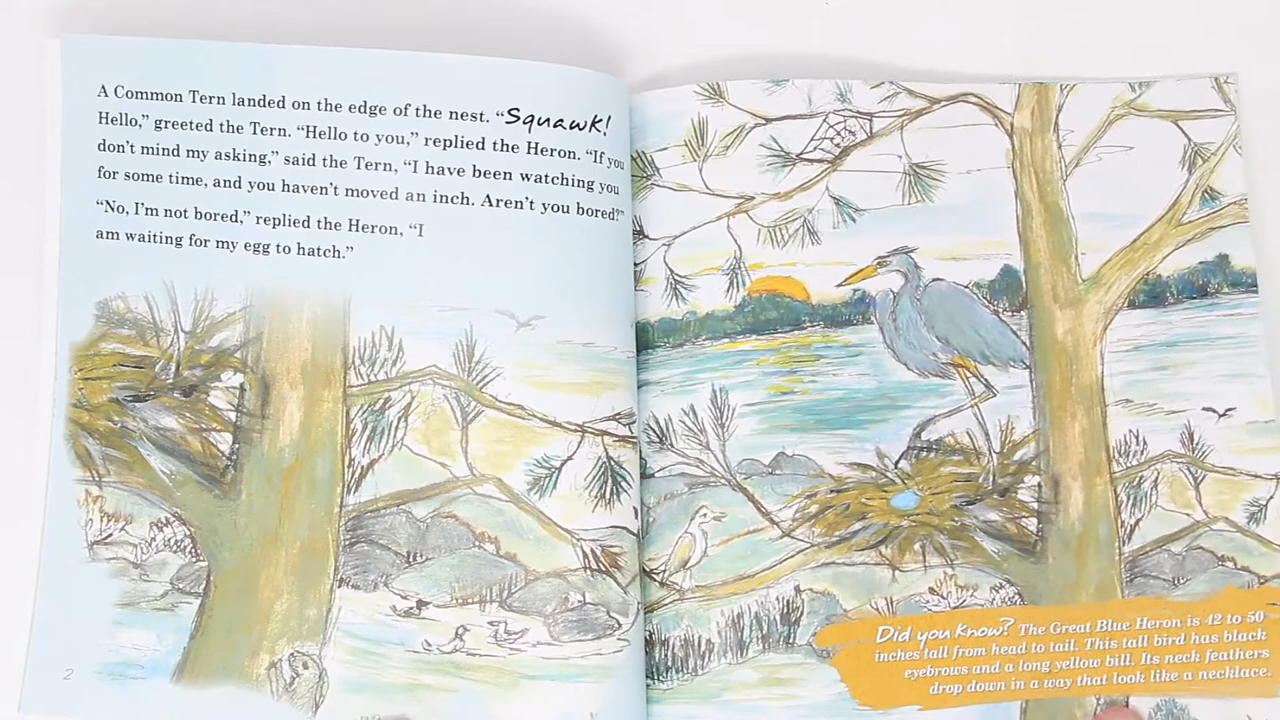 A Common Tern landed on the edge of the nest. “Squawk!
Hello,” greeted the Tern. “Hello to you,” replied the Heron. “If you
don’t mind my asking,” said the Tern, “I have been watching you
for some time, and you haven’t moved an inch. Aren’t you bored?”
“No, I’m not bored,” replied the Heron, “I
am waiting for my egg to hatch.”
2
Did you know? The Great Blue Heron is 42 to 50
inches tall from head to tail. This tall bird has black
eyebrows and a long yellow bill. Its neck feathers
drop down in a way that look like a necklace.